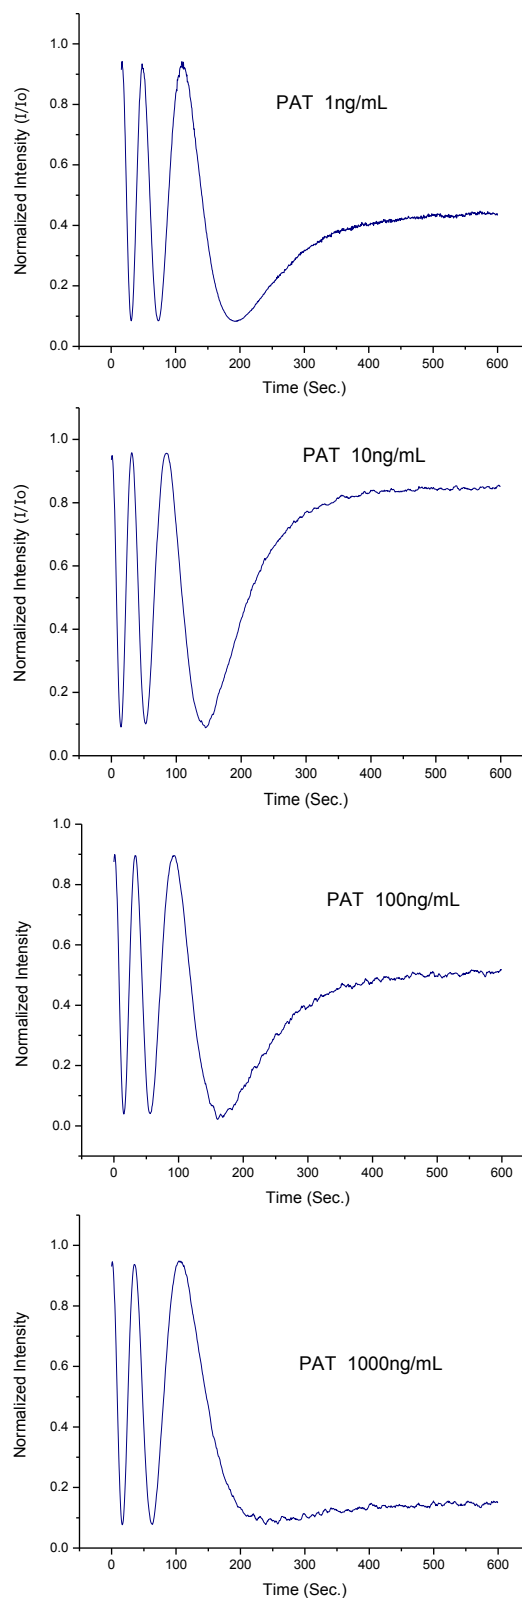 1.0
0.8
0.6
0.4
0.2
0.0
Normalized Intensity (I/Io)
PAT 1ng/mL
0 100 200 300 400 500 600
Time (Sec.)
1.0
0.8
0.6
0.4
0.2
0.0
Normalized Intensity (I/Io)
PAT 10ng/mL
0 100 200 300 400 500 600
Time (Sec.)
1.0
0.8
0.6
0.4
0.2
0.0
Normalized Intensity
PAT 100ng/mL
0 100 200 300 400 500 600
Time (Sec.)
1.0
0.8
0.6
0.4
0.2
0.0
Normalized Intensity
PAT 1000ng/mL
0 100 200 300 400 500 600
Time (Sec.)